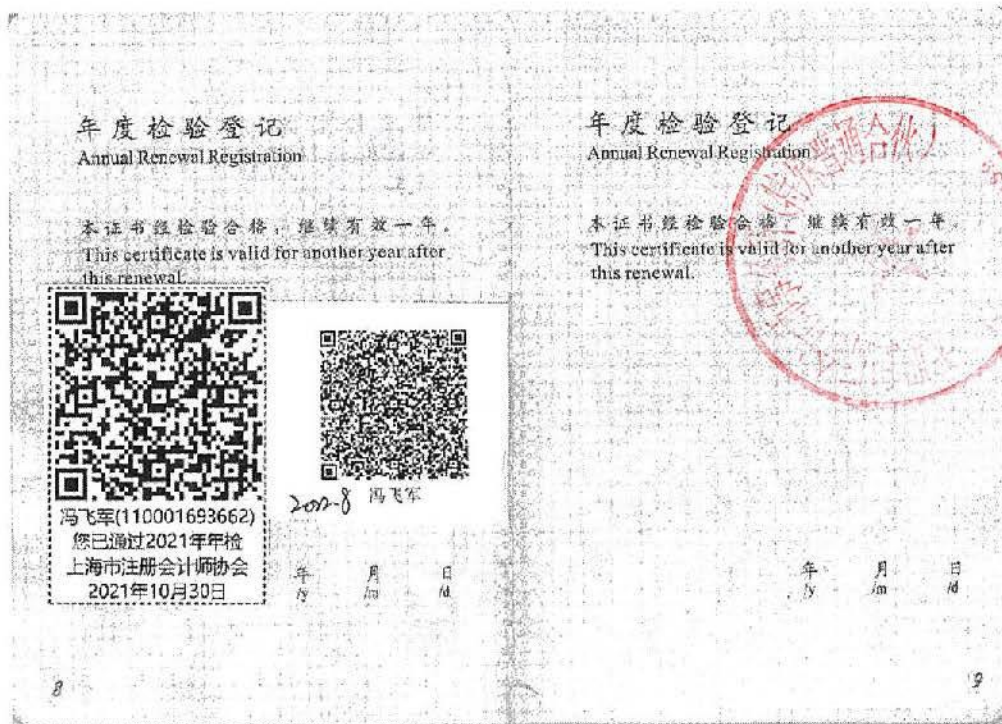 年度检验登记
Annual Renewal Registration
本证书经检验合格，继续有效一年。
This certificate is valid for another year after
this renewal.
冯飞军(110001693662)
您已通过2021年年检
上海市注册会计师协会
2021年10月30日
2022-8
冯飞军
年 月 日
/y /m /d
8
年度检验登记
Annual Renewal Registration
本证书经检验合格，继续有效一年。
This certificate is valid for another year after
this renewal.
(特殊普通合伙)
年 月 日
/y /m /d
9